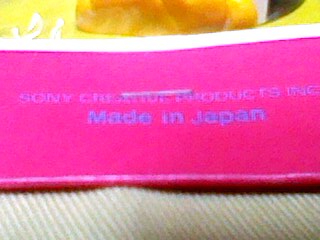 SONY CREATIVE PRODUCTS INC
Made in Japan